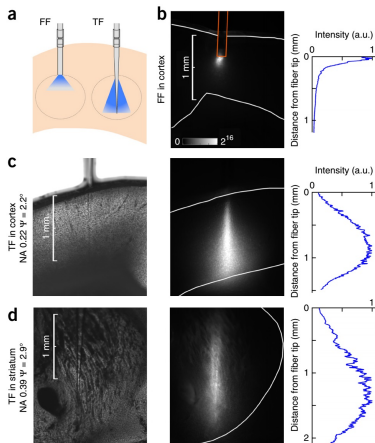 a
FF
TF
b
FF in cortex
1 mm
0
2^16
Intensity (a.u.)
0
1
Distance from fiber tip (mm)
0
1
c
TF in cortex
NA 0.22 Ψ = 2.2°
1 mm
Intensity (a.u.)
0
1
Distance from fiber tip (mm)
0
1
d
TF in striatum
NA 0.39 Ψ = 2.9°
1 mm
0
1
Distance from fiber tip (mm)
0
1
2